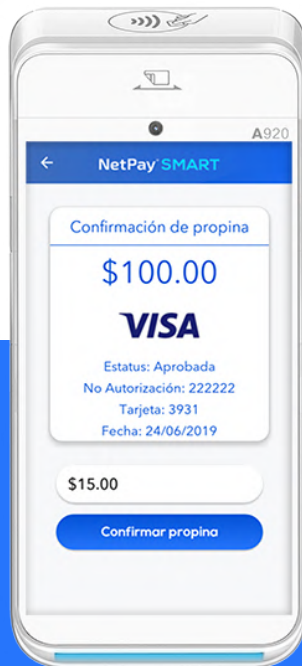 A920
NetPay SMART
Confirmación de propina
$100.00
VISA
Estatus: Aprobada
No Autorización: 222222
Tarjeta: 3931
Fecha: 24/06/2019
$15.00
Confirmar propina